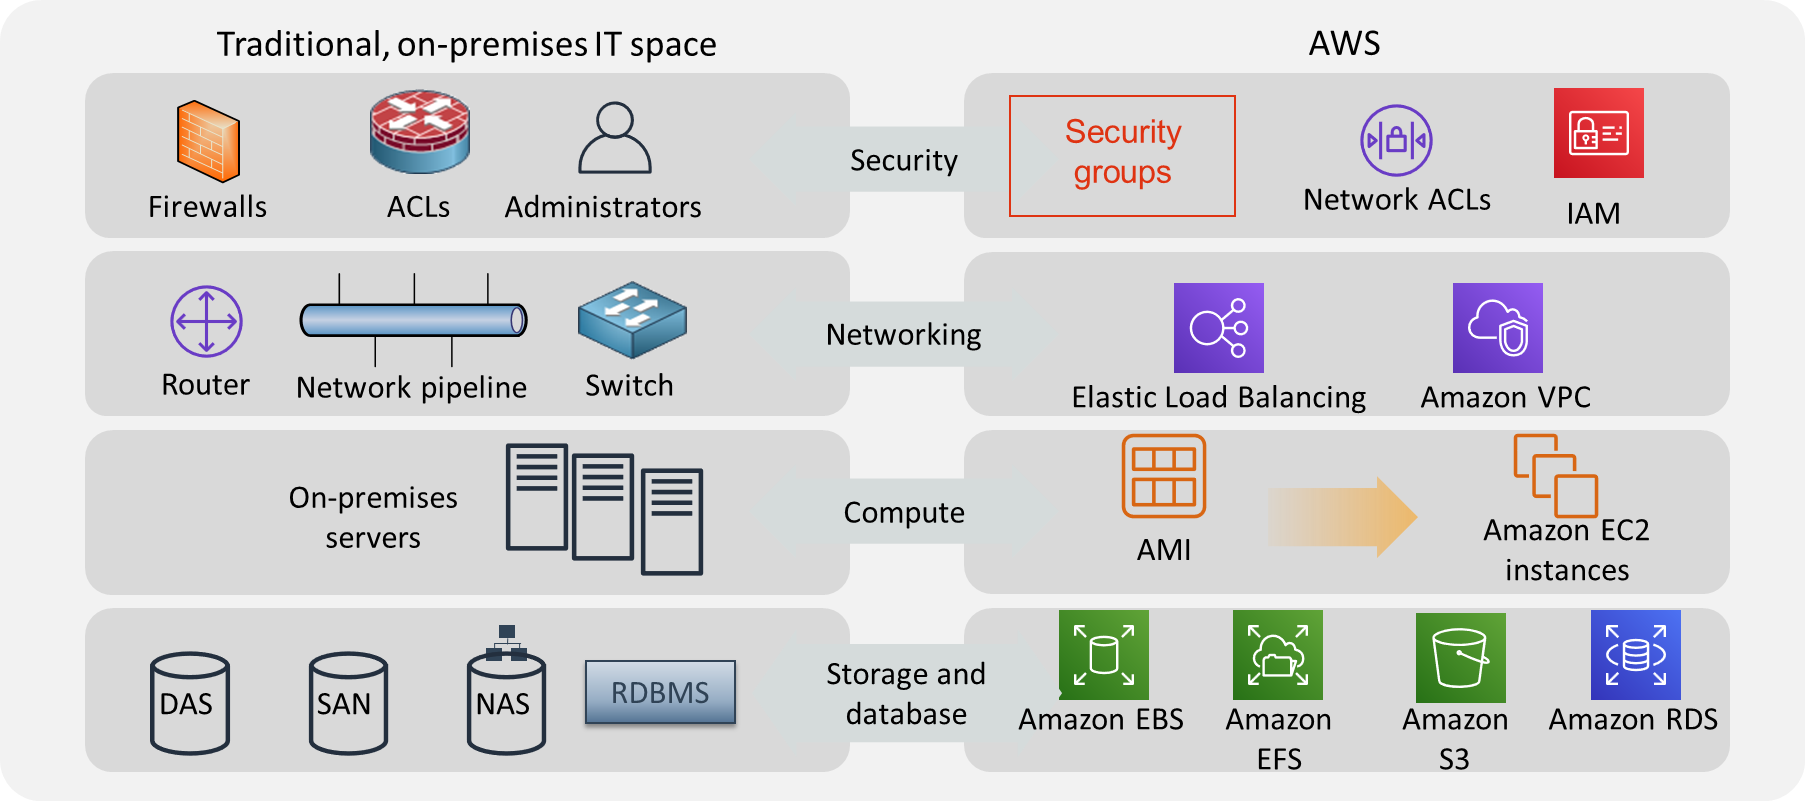 Traditional, on-premises IT space
AWS
Firewalls
ACLs
Administrators
Security
Security
groups
Network ACLs
IAM
Router
Network pipeline
Switch
Networking
Elastic Load Balancing
Amazon VPC
On-premises
servers
Compute
AMI
Amazon EC2
instances
DAS
SAN
NAS
RDBMS
Storage and
database
Amazon EBS
Amazon
EFS
Amazon
S3
Amazon RDS